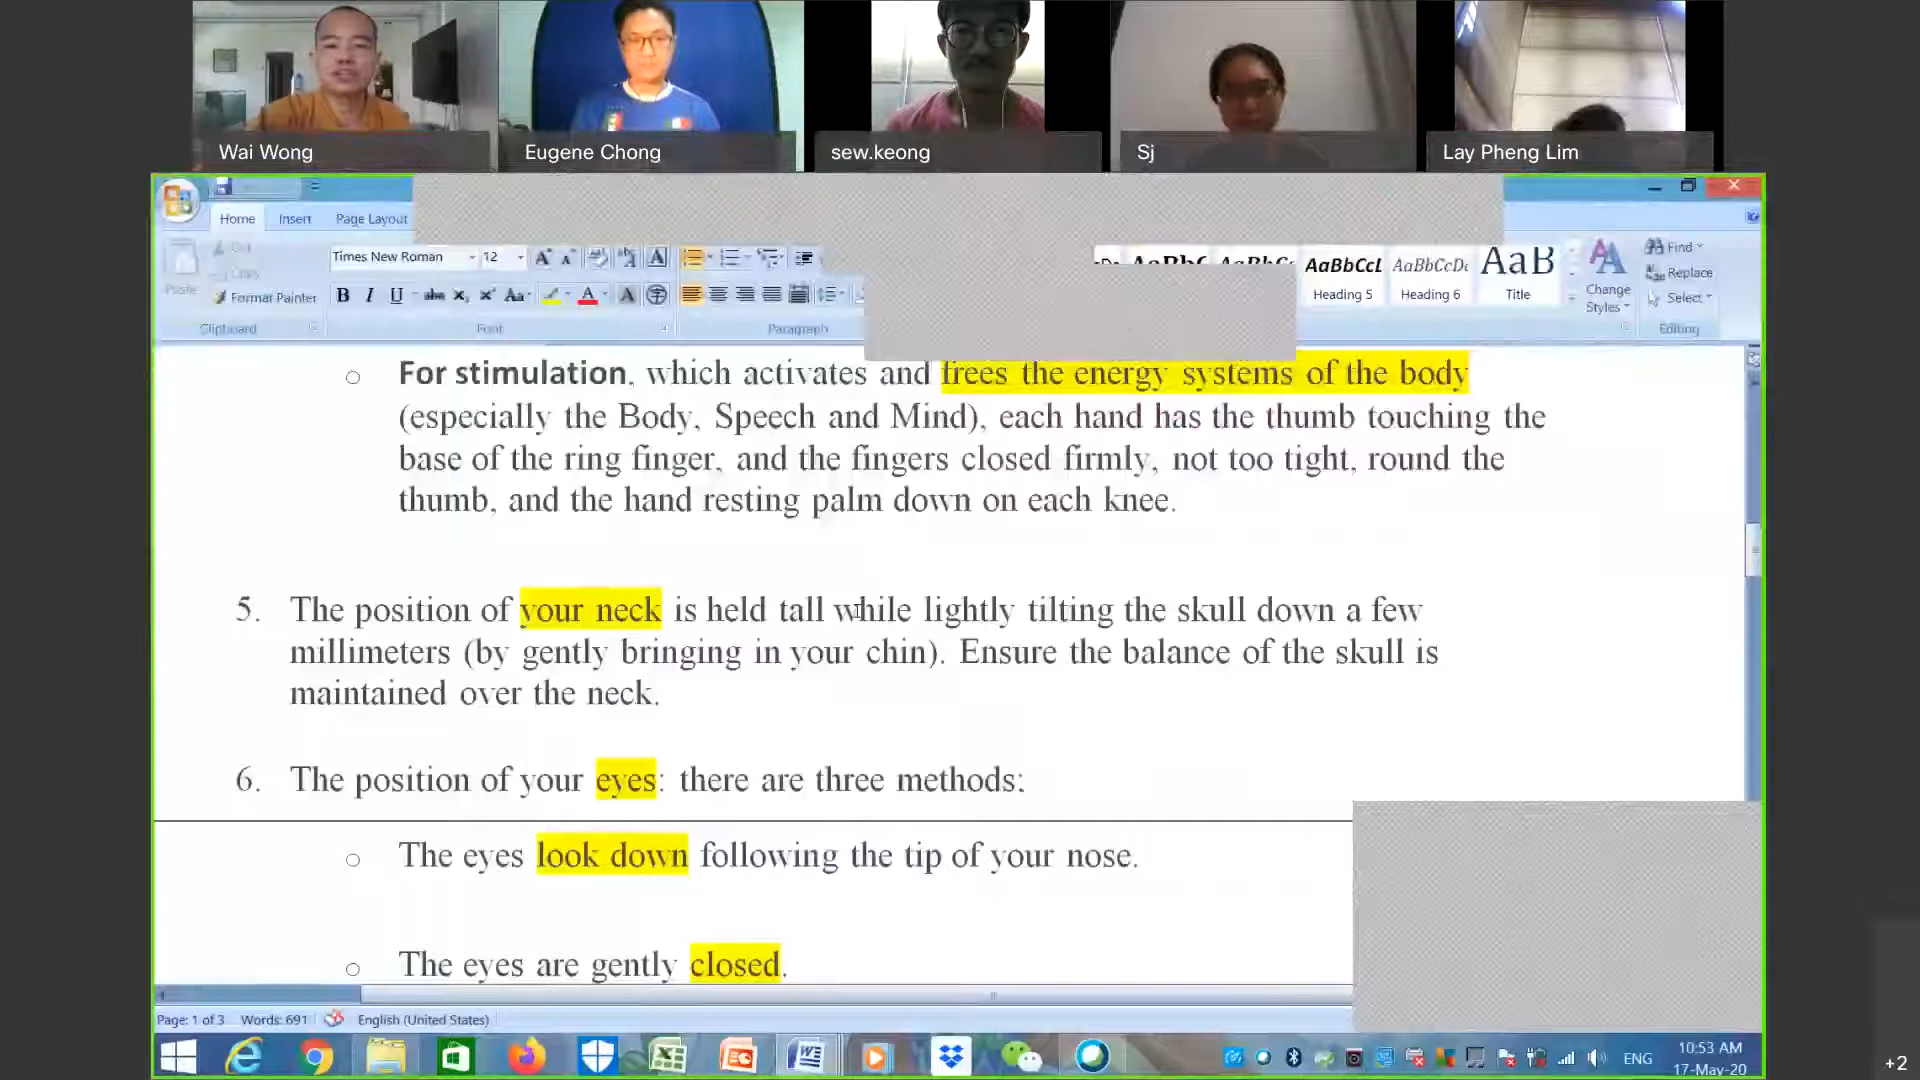 Wai Wong
Eugene Chong
sew.keong
Sj
Lay Pheng Lim
Home Insert Page Layout
Cut
Copy
Paste
Format Painter
Clipboard
Times New Roman 12
Font
Paragraph
AaBbCcL
Heading 5
AaBbCcDc
Heading 6
AaB
Title
Change
Styles
Find
Replace
Select
Editing
For stimulation, which activates and frees the energy systems of the body
(especially the Body, Speech and Mind), each hand has the thumb touching the
base of the ring finger, and the fingers closed firmly, not too tight, round the
thumb, and the hand resting palm down on each knee.
5. The position of your neck is held tall while lightly tilting the skull down a few
millimeters (by gently bringing in your chin). Ensure the balance of the skull is
maintained over the neck.
6. The position of your eyes: there are three methods:
The eyes look down following the tip of your nose.
The eyes are gently closed.
Page: 1 of 3 Words: 691 English (United States)
ENG
10:53 AM
17-May-20
+2